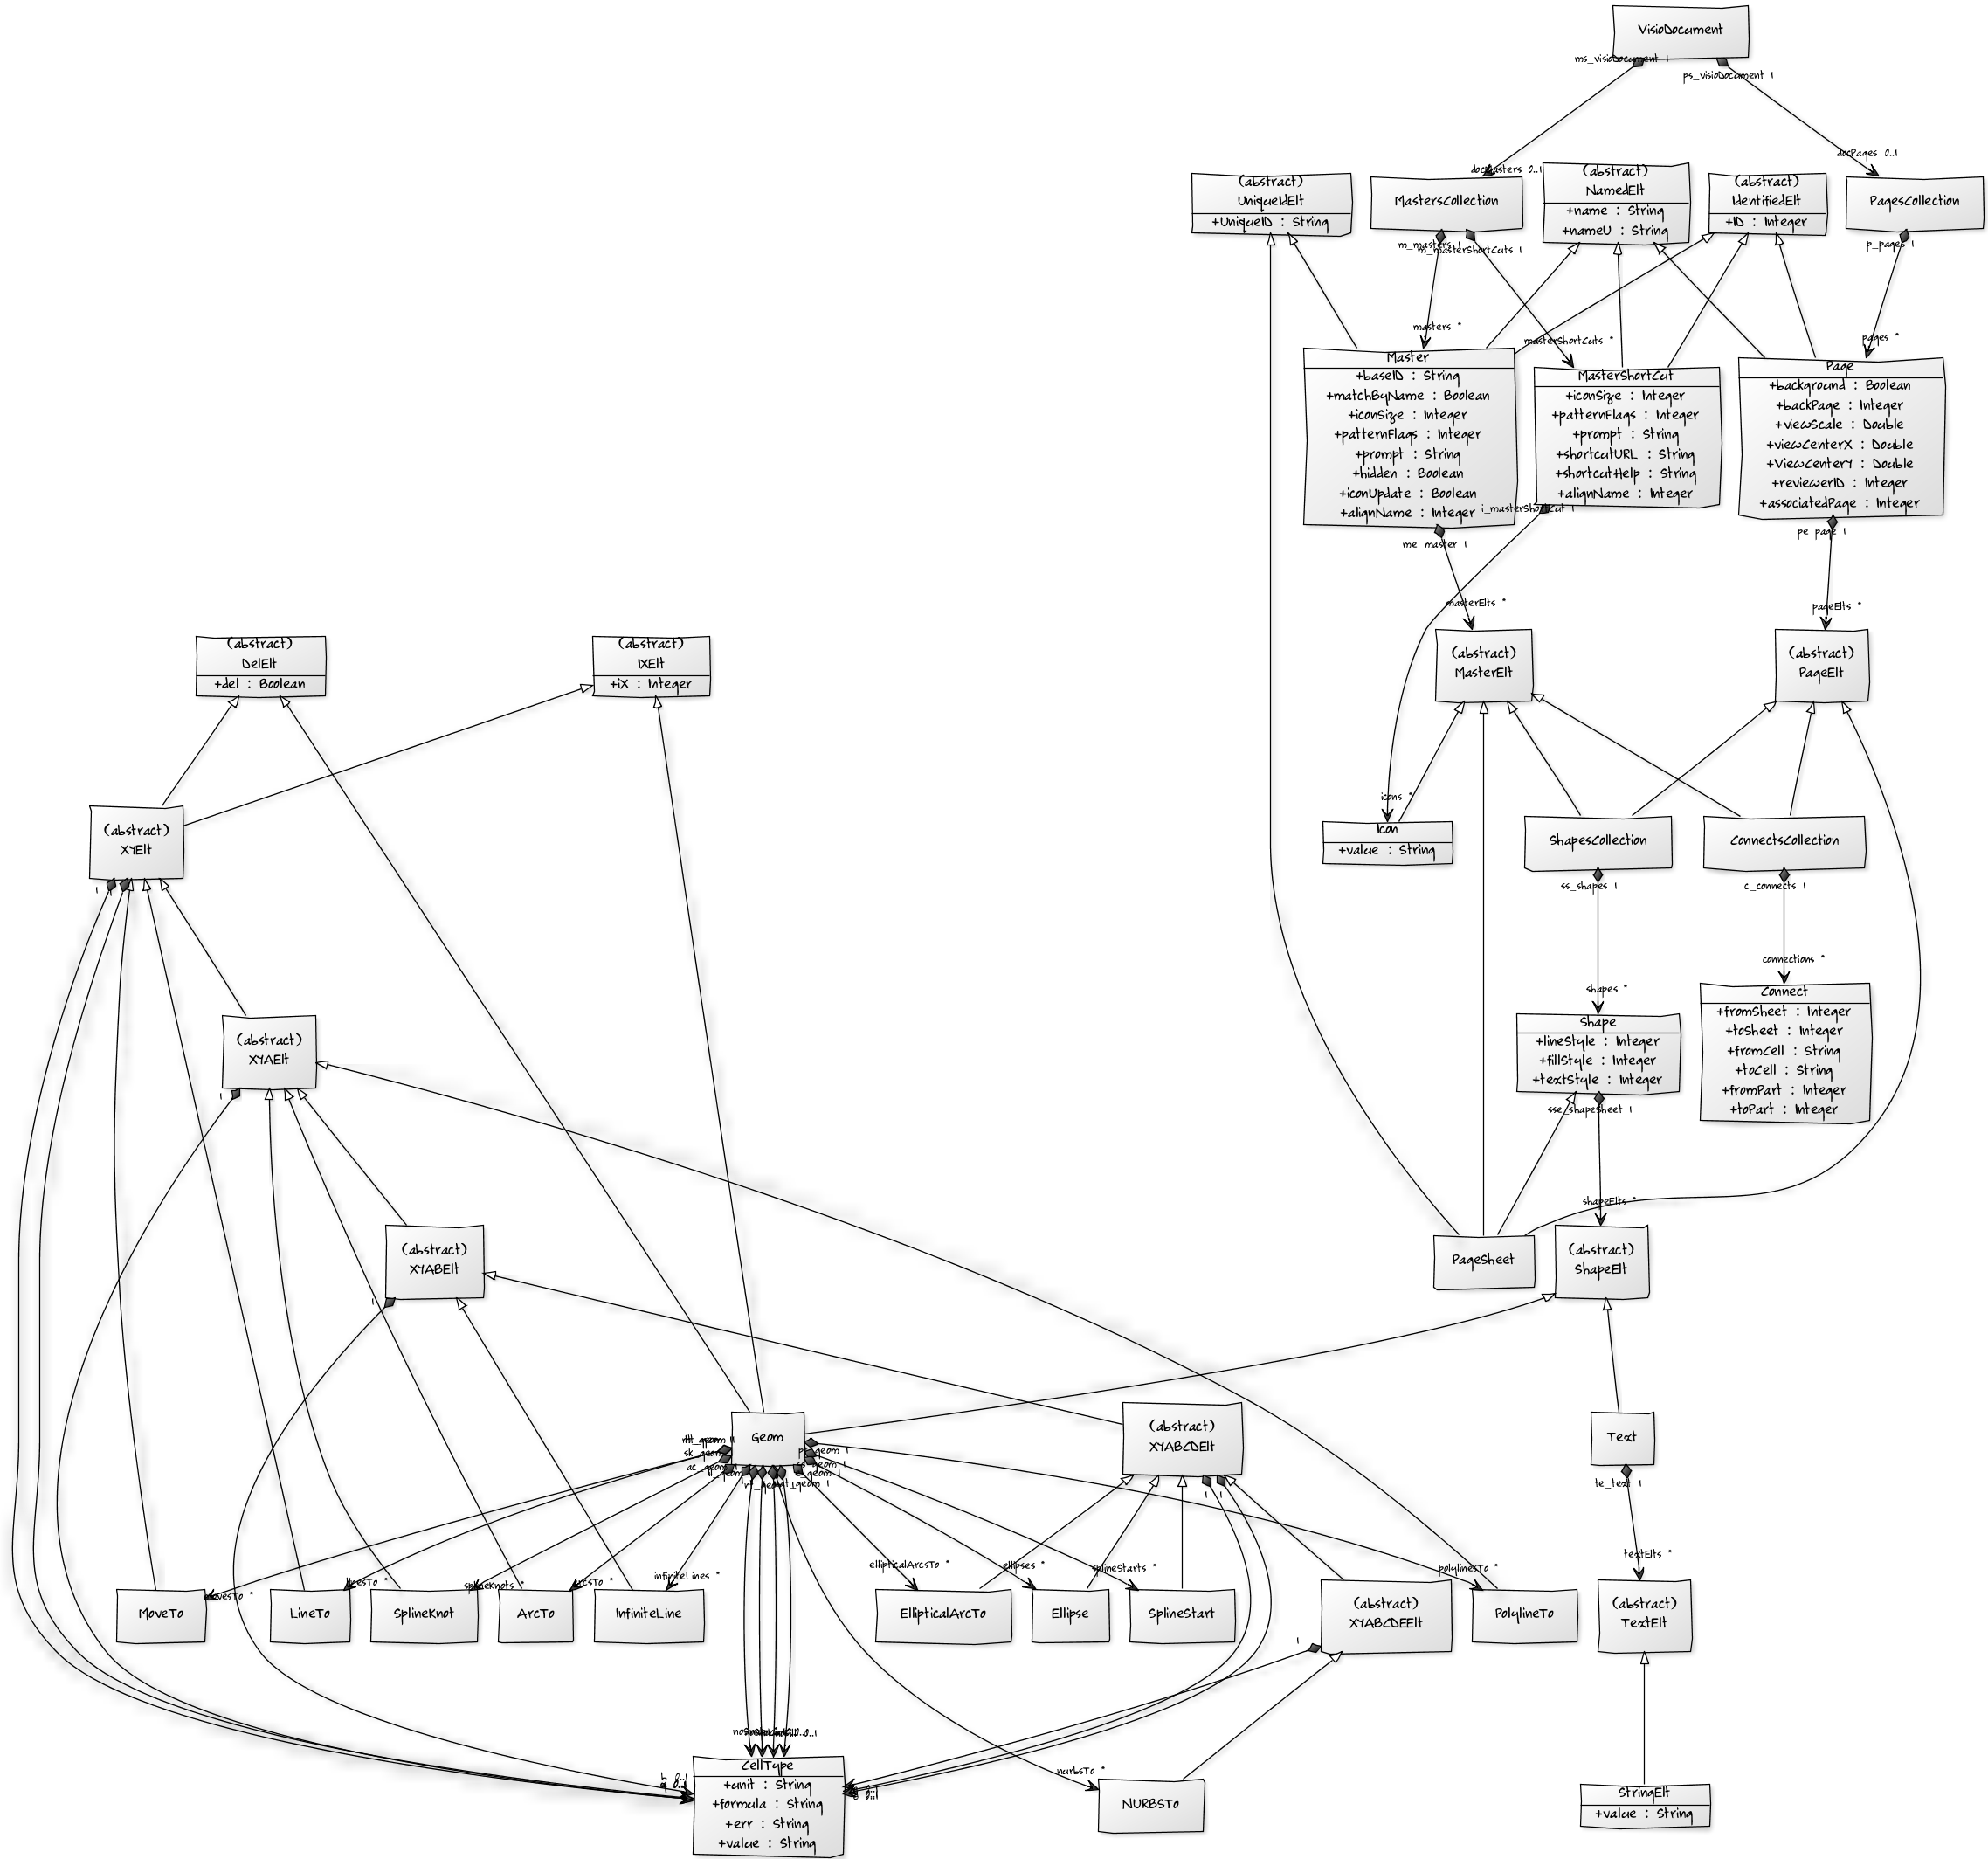 VisioDocument
ms_visioDocument 1
ps_visioDocument 1
docMasters 0..1
docPages 0..1
(abstract)
UniqueIdElt
+UniqueID : String
MastersCollection
(abstract)
NamedElt
+name : String
+nameU : String
(abstract)
IdentifiedElt
+ID : Integer
PagesCollection
m_masters 1
m_masterShortCuts 1
p_pages 1
masters *
masterShortCuts *
pages *
Master
+baseID : String
+matchByName : Boolean
+iconSize : Integer
+patternFlags : Integer
+prompt : String
+hidden : Boolean
+iconUpdate : Boolean
+alignName : Integer
MasterShortCut
+iconSize : Integer
+patternFlags : Integer
+prompt : String
+shortcutURL : String
+shortcutHelp : String
+alignName : Integer
Page
+background : Boolean
+backPage : Integer
+viewScale : Double
+viewCenterX : Double
+ViewCenterY : Double
+reviewerID : Integer
+associatedPage : Integer
me_master 1
i_masterShortCut 1
pe_page 1
masterElts *
pageElts *
(abstract)
DelElt
+del : Boolean
(abstract)
IXElt
+iX : Integer
(abstract)
MasterElt
(abstract)
PageElt
icons *
(abstract)
XYElt
Icon
+value : String
ShapesCollection
ConnectsCollection
1
ss_shapes 1
c_connects 1
shapes *
connections *
(abstract)
XYAElt
Shape
+lineStyle : Integer
+fillStyle : Integer
+textStyle : Integer
Connect
+fromSheet : Integer
+toSheet : Integer
+fromCell : String
+toCell : String
+fromPart : Integer
+toPart : Integer
1
sse_shapeSheet 1
shapeElts *
(abstract)
XYABElt
PageSheet
(abstract)
ShapeElt
1
Geom
(abstract)
XYABCDElt
Text
1
1
te_text 1
ellipticalArcsTo *
ellipses *
splineStarts *
polylinesTo *
textElts *
infiniteLines *
splineKnots *
MoveTo
LineTo
SplineKnot
ArcTo
InfiniteLine
EllipticalArcTo
Ellipse
SplineStart
(abstract)
XYABCDEElt
PolylineTo
(abstract)
TextElt
1
nurbsTo *
CellType
+unit : String
+formula : String
+err : String
+value : String
NURBSTo
StringElt
+value : String